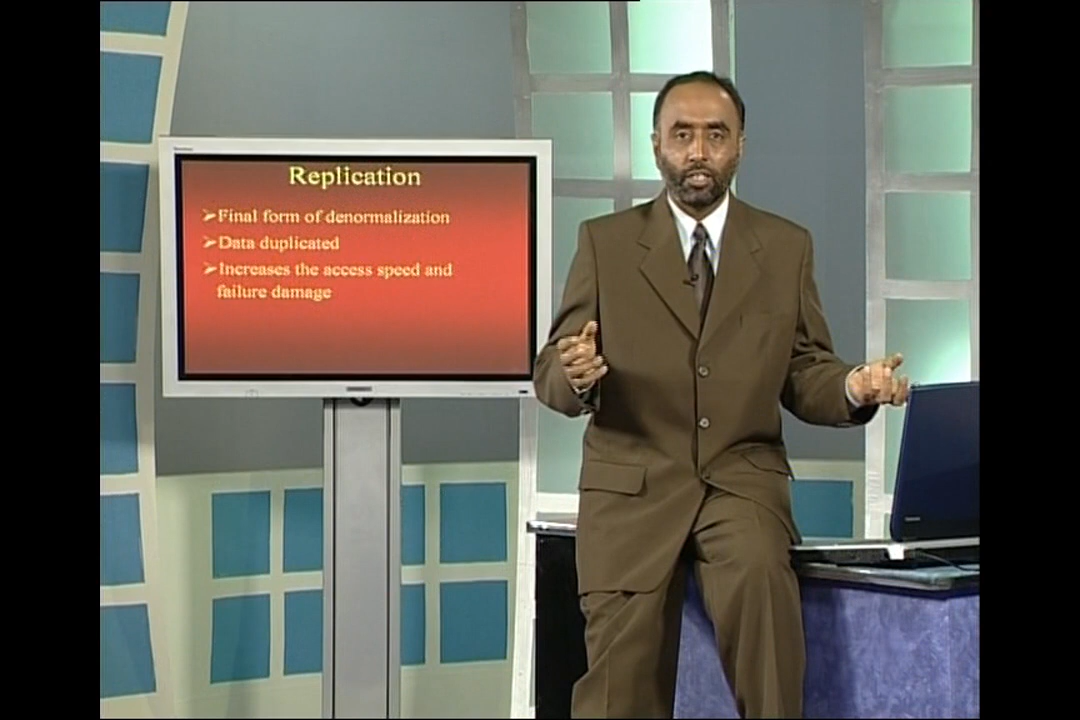 Replication
➢Final form of denormalization
➢Data duplicated
➢Increases the access speed and
failure damage